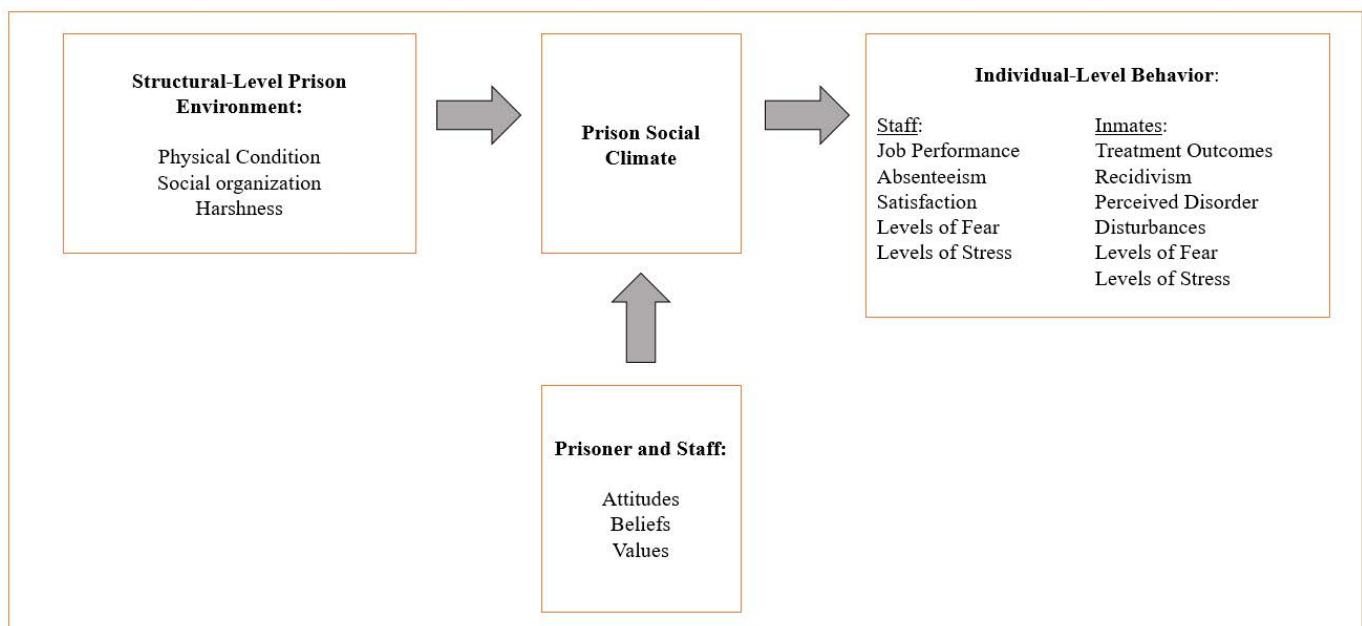 Structural-Level Prison
Environment:
Physical Condition
Social organization
Harshness
Prison Social
Climate
Individual-Level Behavior:
Staff:
Job Performance
Absenteeism
Satisfaction
Levels of Fear
Levels of Stress
Inmates:
Treatment Outcomes
Recidivism
Perceived Disorder
Disturbances
Levels of Fear
Levels of Stress
Prisoner and Staff:
Attitudes
Beliefs
Values